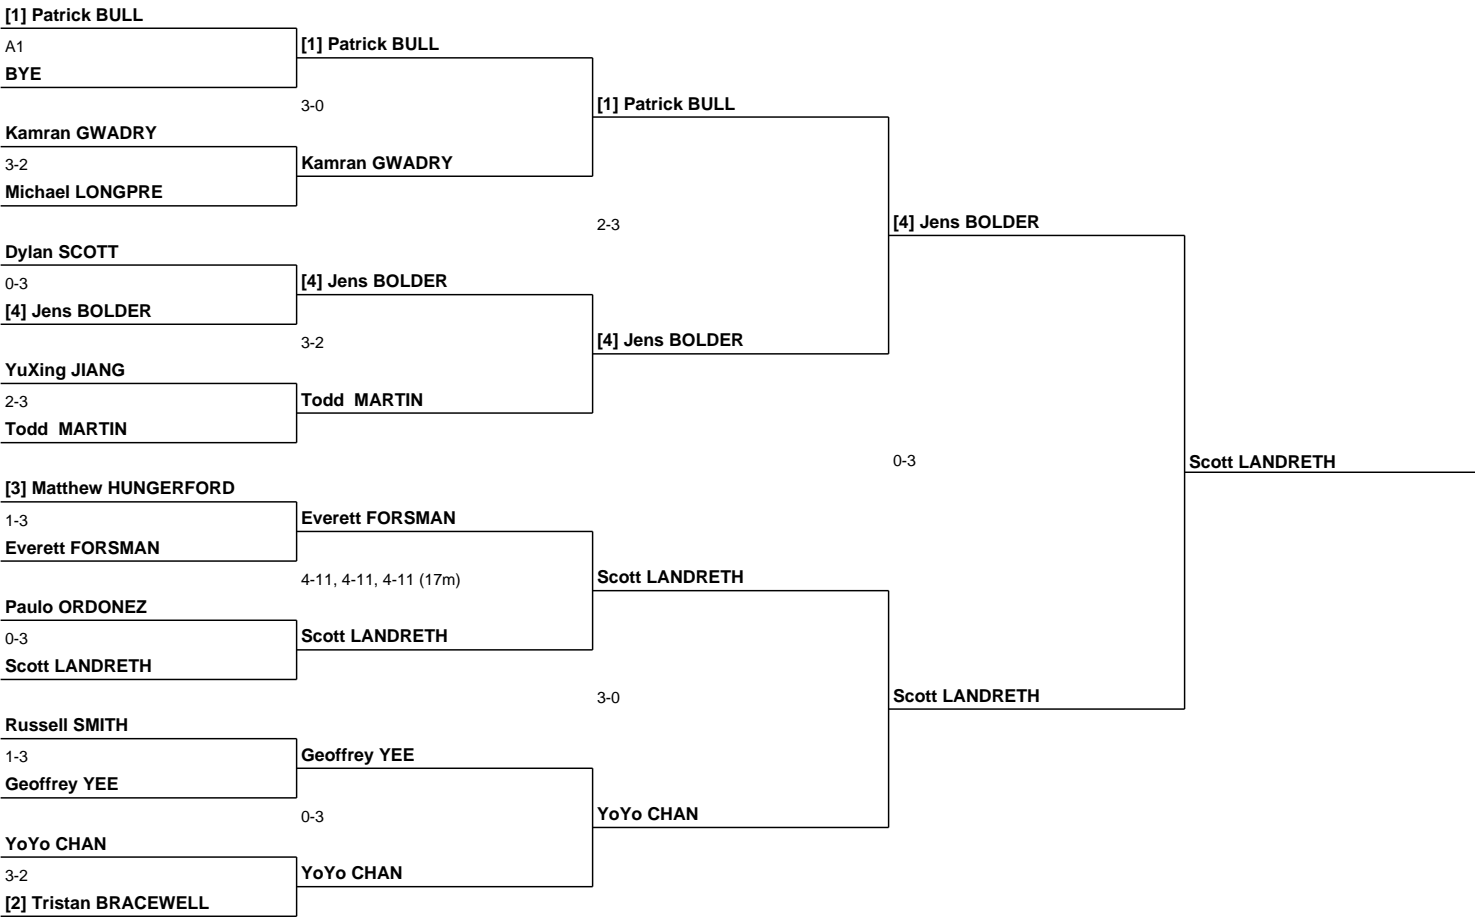 [1] Patrick BULL
A1
BYE
Kamran GWADRY
3-2
Michael LONGPRE
Dylan SCOTT
0-3
[4] Jens BOLDER
YuXing JIANG
2-3
Todd  MARTIN
[3] Matthew HUNGERFORD
1-3
Everett FORSMAN
Paulo ORDONEZ
0-3
Scott LANDRETH
Russell SMITH
1-3
Geoffrey YEE
YoYo CHAN
3-2
[2] Tristan BRACEWELL
[1] Patrick BULL
3-0
Kamran GWADRY
[4] Jens BOLDER
3-2
Todd  MARTIN
Everett FORSMAN
4-11, 4-11, 4-11 (17m)
Scott LANDRETH
Geoffrey YEE
0-3
YoYo CHAN
[1] Patrick BULL
2-3
[4] Jens BOLDER
Scott LANDRETH
3-0
YoYo CHAN
[4] Jens BOLDER
0-3
Scott LANDRETH
Scott LANDRETH